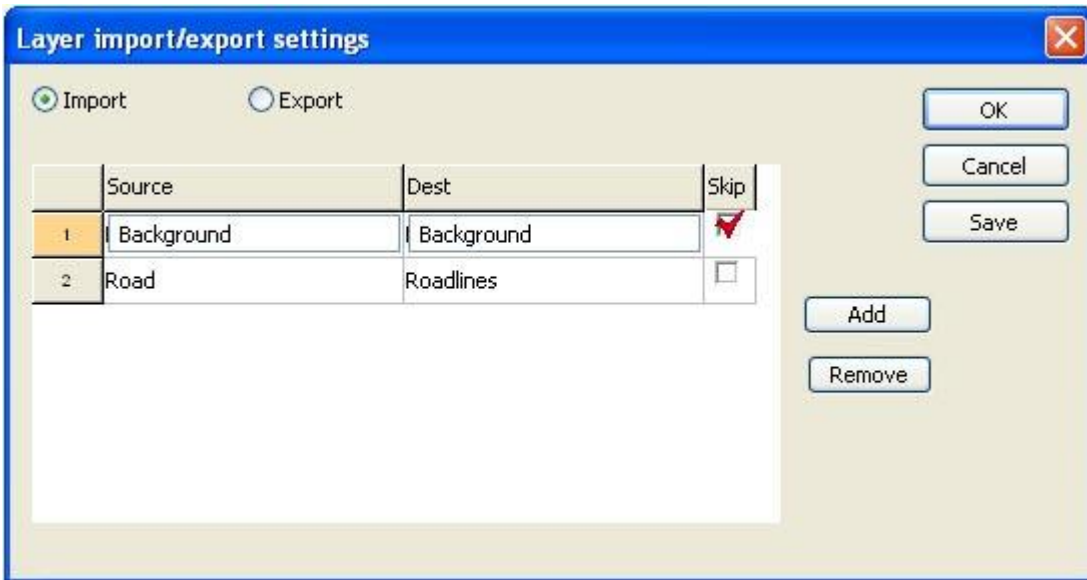 Layer import/export settings
Import Export
OK
Cancel
Save
Source Dest Skip
1 Background Background
2 Road Roadlines
Add
Remove